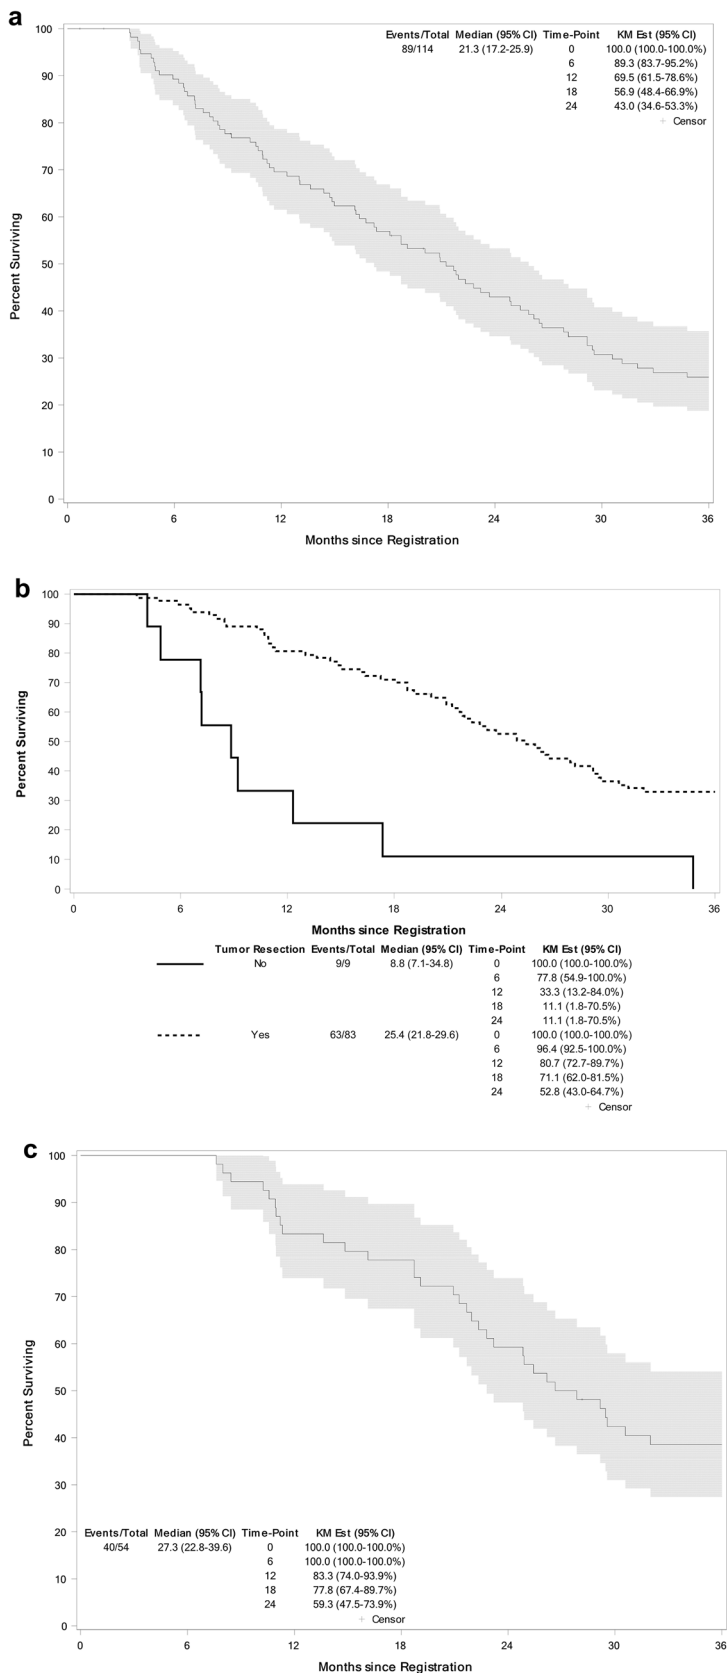 a
Events/Total Median (95% CI) Time-Point KM Est (95% CI)
89/114 21.3 (17.2-25.9) 0 100.0 (100.0-100.0%)
6 89.3 (83.7-95.2%)
12 69.5 (61.5-78.6%)
18 56.9 (48.4-66.9%)
24 43.0 (34.6-53.3%)
+ Censor
100
90
80
70
60
50
40
30
20
10
0
Percent Surviving
0 6 12 18 24 30 36
Months since Registration
b
100
90
80
70
60
50
40
30
20
10
0
Percent Surviving
0 6 12 18 24 30 36
Months since Registration
Tumor Resection Events/Total Median (95% CI) Time-Point KM Est (95% CI)
No 9/9 8.8 (7.1-34.8) 0 100.0 (100.0-100.0%)
6 77.8 (54.9-100.0%)
12 33.3 (13.2-84.0%)
18 11.1 (1.8-70.5%)
24 11.1 (1.8-70.5%)
Yes 63/83 25.4 (21.8-29.6) 0 100.0 (100.0-100.0%)
6 96.4 (92.5-100.0%)
12 80.7 (72.7-89.7%)
18 71.1 (62.0-81.5%)
24 52.8 (43.0-64.7%)
+ Censor
c
100
90
80
70
60
50
40
30
20
10
0
Percent Surviving
Events/Total Median (95% CI) Time-Point KM Est (95% CI)
40/54 27.3 (22.8-39.6) 0 100.0 (100.0-100.0%)
6 100.0 (100.0-100.0%)
12 83.3 (74.0-93.9%)
18 77.8 (67.4-89.7%)
24 59.3 (47.5-73.9%)
+ Censor
0 6 12 18 24 30 36
Months since Registration